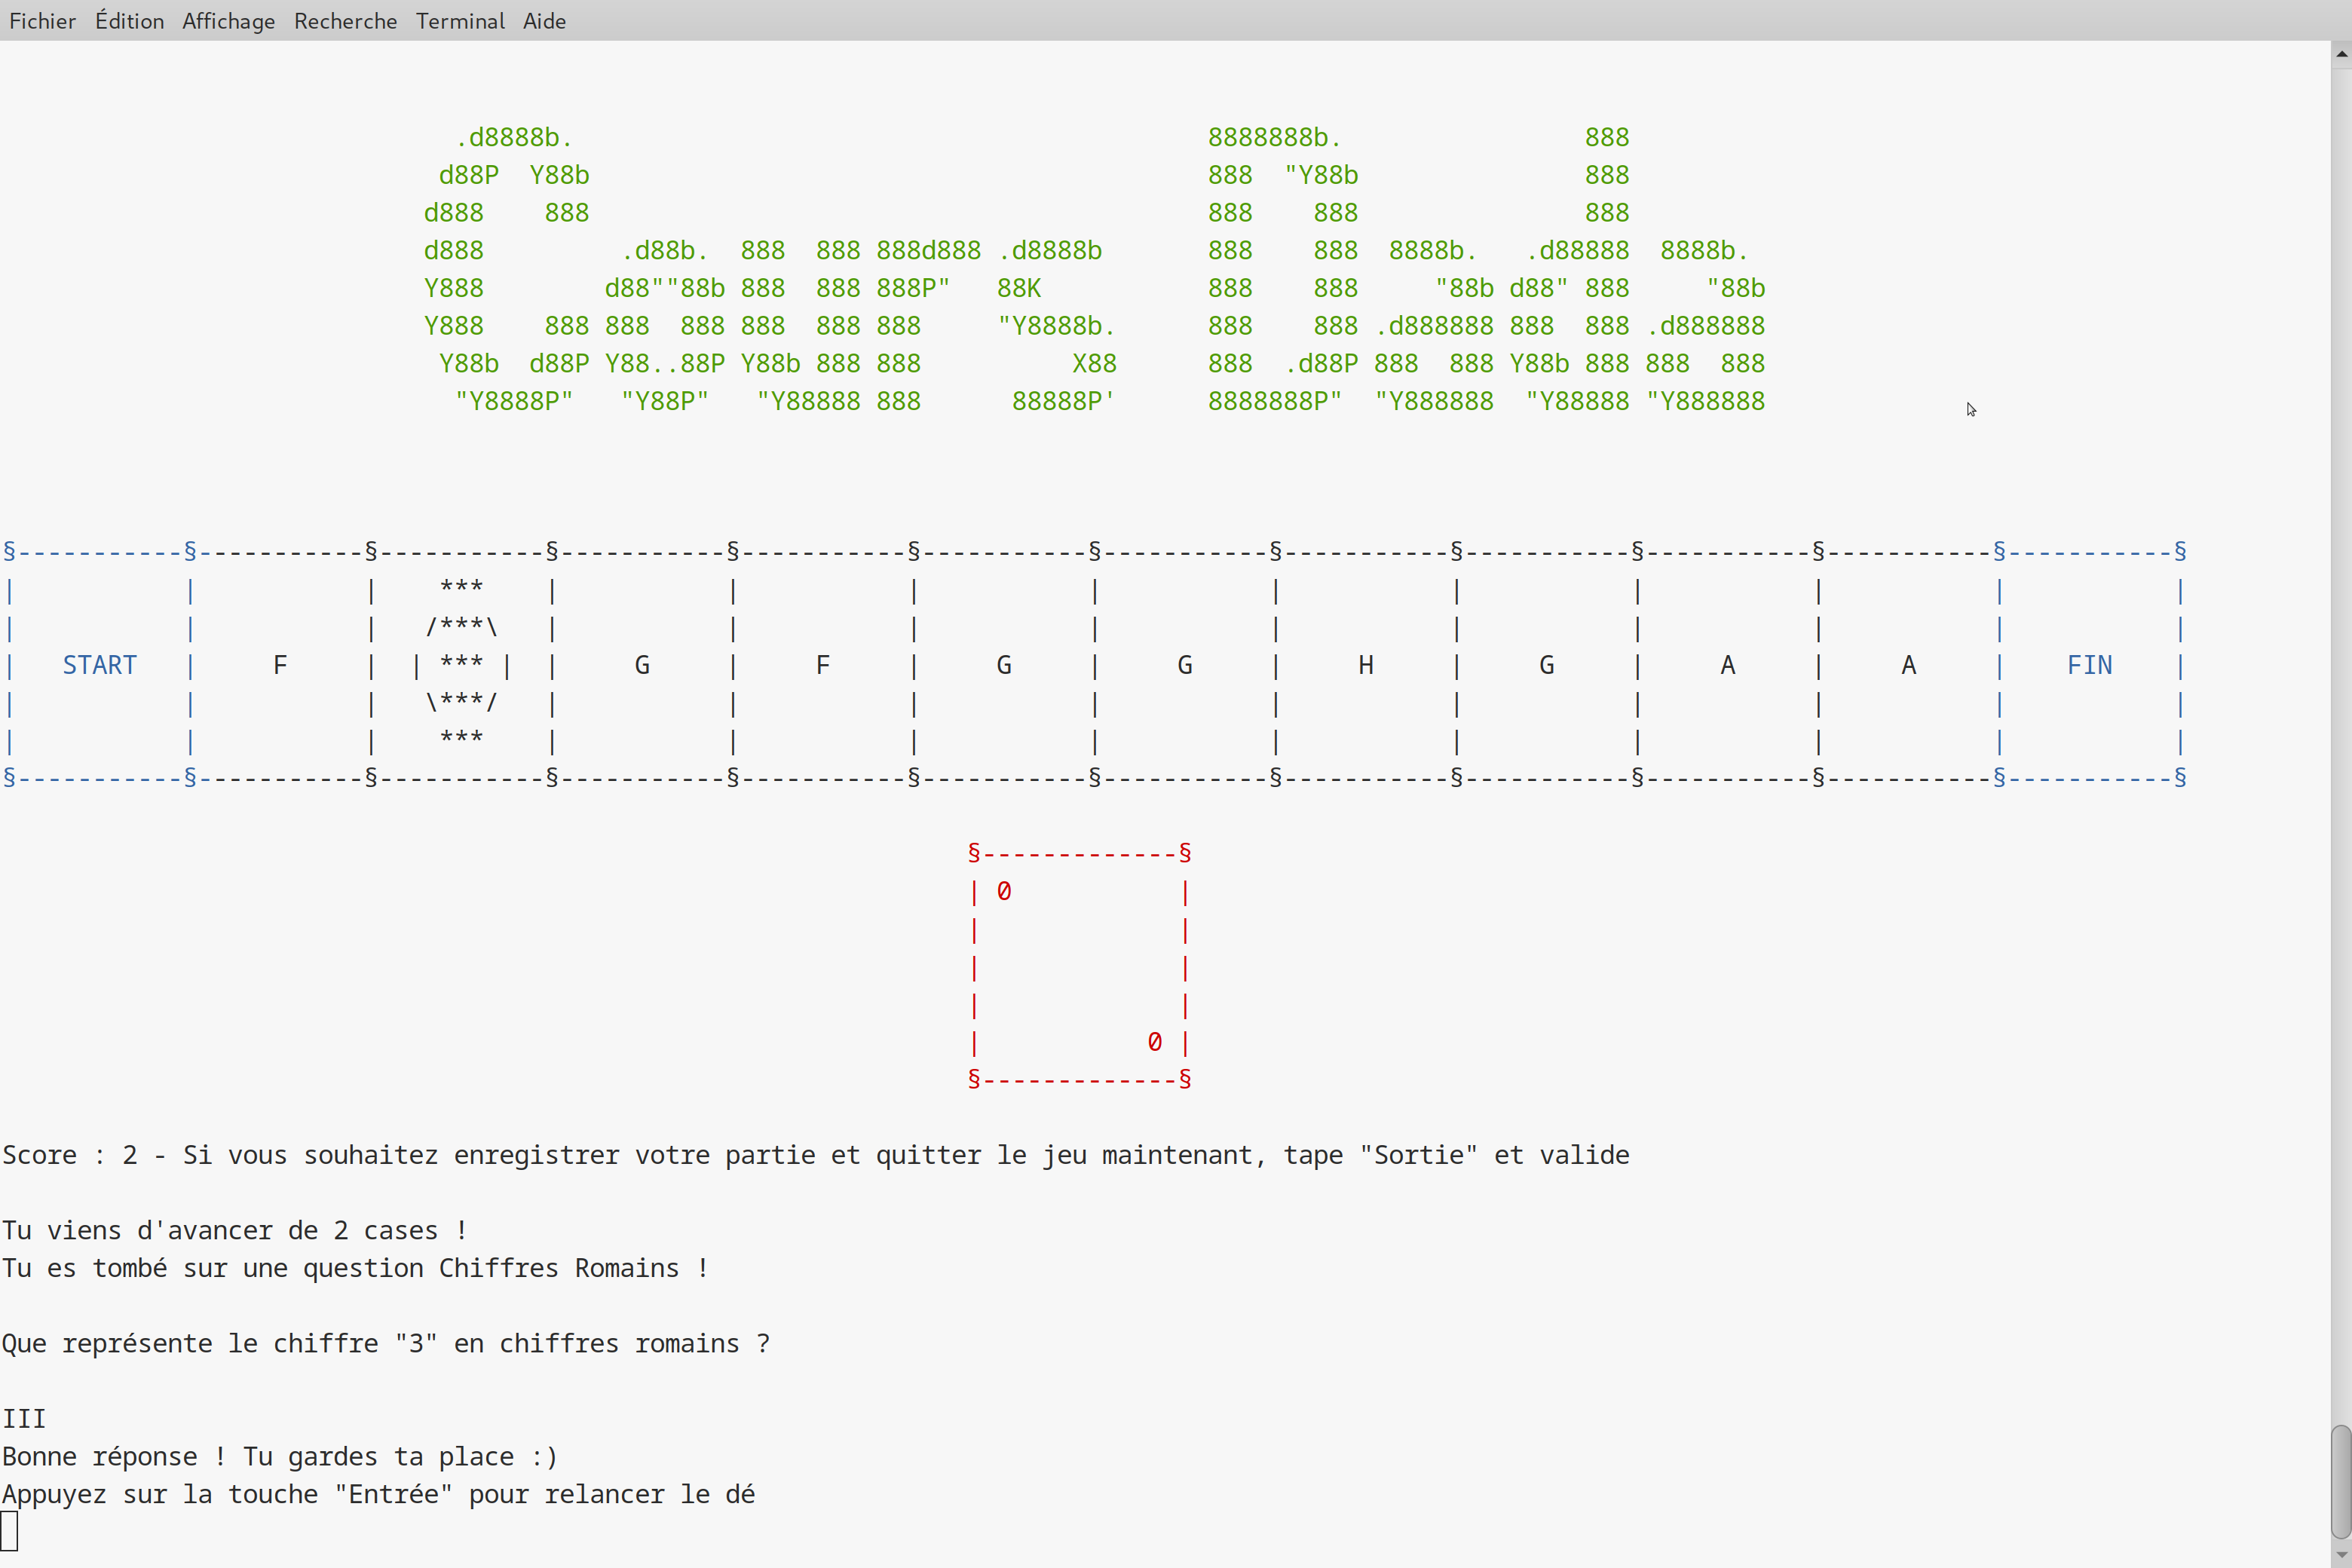 Fichier Édition Affichage Recherche Terminal Aide
  .d8888b.                                          8888888b.                888
 d88P  Y88b                                         888  "Y88b               888
d888    888                                         888    888               888
d888         .d88b.  888  888 888d888 .d8888b       888    888  8888b.   .d88888  8888b.
Y888        d88""88b 888  888 888P"   88K           888    888     "88b d88" 888     "88b
Y888    888 888  888 888  888 888     "Y8888b.      888    888 .d888888 888  888 .d888888
 Y88b  d88P Y88..88P Y88b 888 888          X88      888  .d88P 888  888 Y88b 888 888  888
  "Y8888P"   "Y88P"   "Y88888 888      88888P'      8888888P"  "Y888888  "Y88888 "Y888888
§-----------§-----------§-----------§-----------§-----------§-----------§-----------§-----------§-----------§-----------§-----------§-----------§
|           |           |    ***    |           |           |           |           |           |           |           |           |           |
|           |           |   /***\   |           |           |           |           |           |           |           |           |           |
|   START   |     F     |  | *** |  |     G     |     F     |     G     |     G     |     H     |     G     |     A     |     A     |    FIN    |
|           |           |   \***/   |           |           |           |           |           |           |           |           |           |
|           |           |    ***    |           |           |           |           |           |           |           |           |           |
§-----------§-----------§-----------§-----------§-----------§-----------§-----------§-----------§-----------§-----------§-----------§-----------§
§-------------§
| 0           |
|             |
|             |
|             |
|           0 |
§-------------§
Score : 2 - Si vous souhaitez enregistrer votre partie et quitter le jeu maintenant, tape "Sortie" et valide
Tu viens d'avancer de 2 cases !
Tu es tombé sur une question Chiffres Romains !
Que représente le chiffre "3" en chiffres romains ?
III
Bonne réponse ! Tu gardes ta place :)
Appuyez sur la touche "Entrée" pour relancer le dé